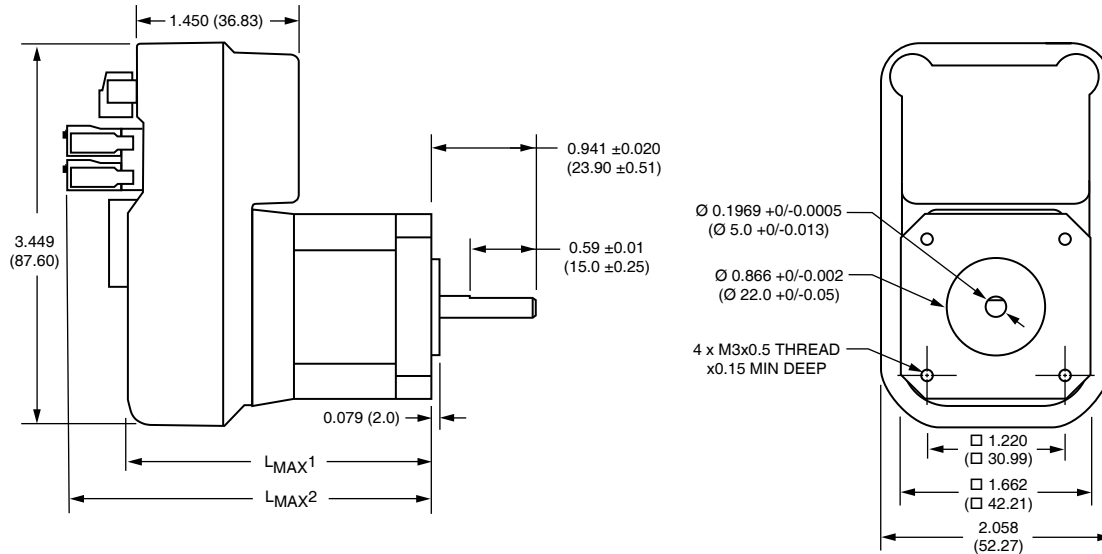 1.450 (36.83)
0.941 ±0.020
(23.90 ±0.51)
3.449
(87.60)
0.59 ±0.01
(15.0 ±0.25)
0.079 (2.0)
LMAX1
LMAX2
Ø 0.1969 +0/-0.0005
(Ø 5.0 +0/-0.013)
Ø 0.866 +0/-0.002
(Ø 22.0 +0/-0.05)
4 x M3x0.5 THREAD
x0.15 MIN DEEP
□ 1.220
(□ 30.99)
□ 1.662
(□ 42.21)
2.058
(52.27)